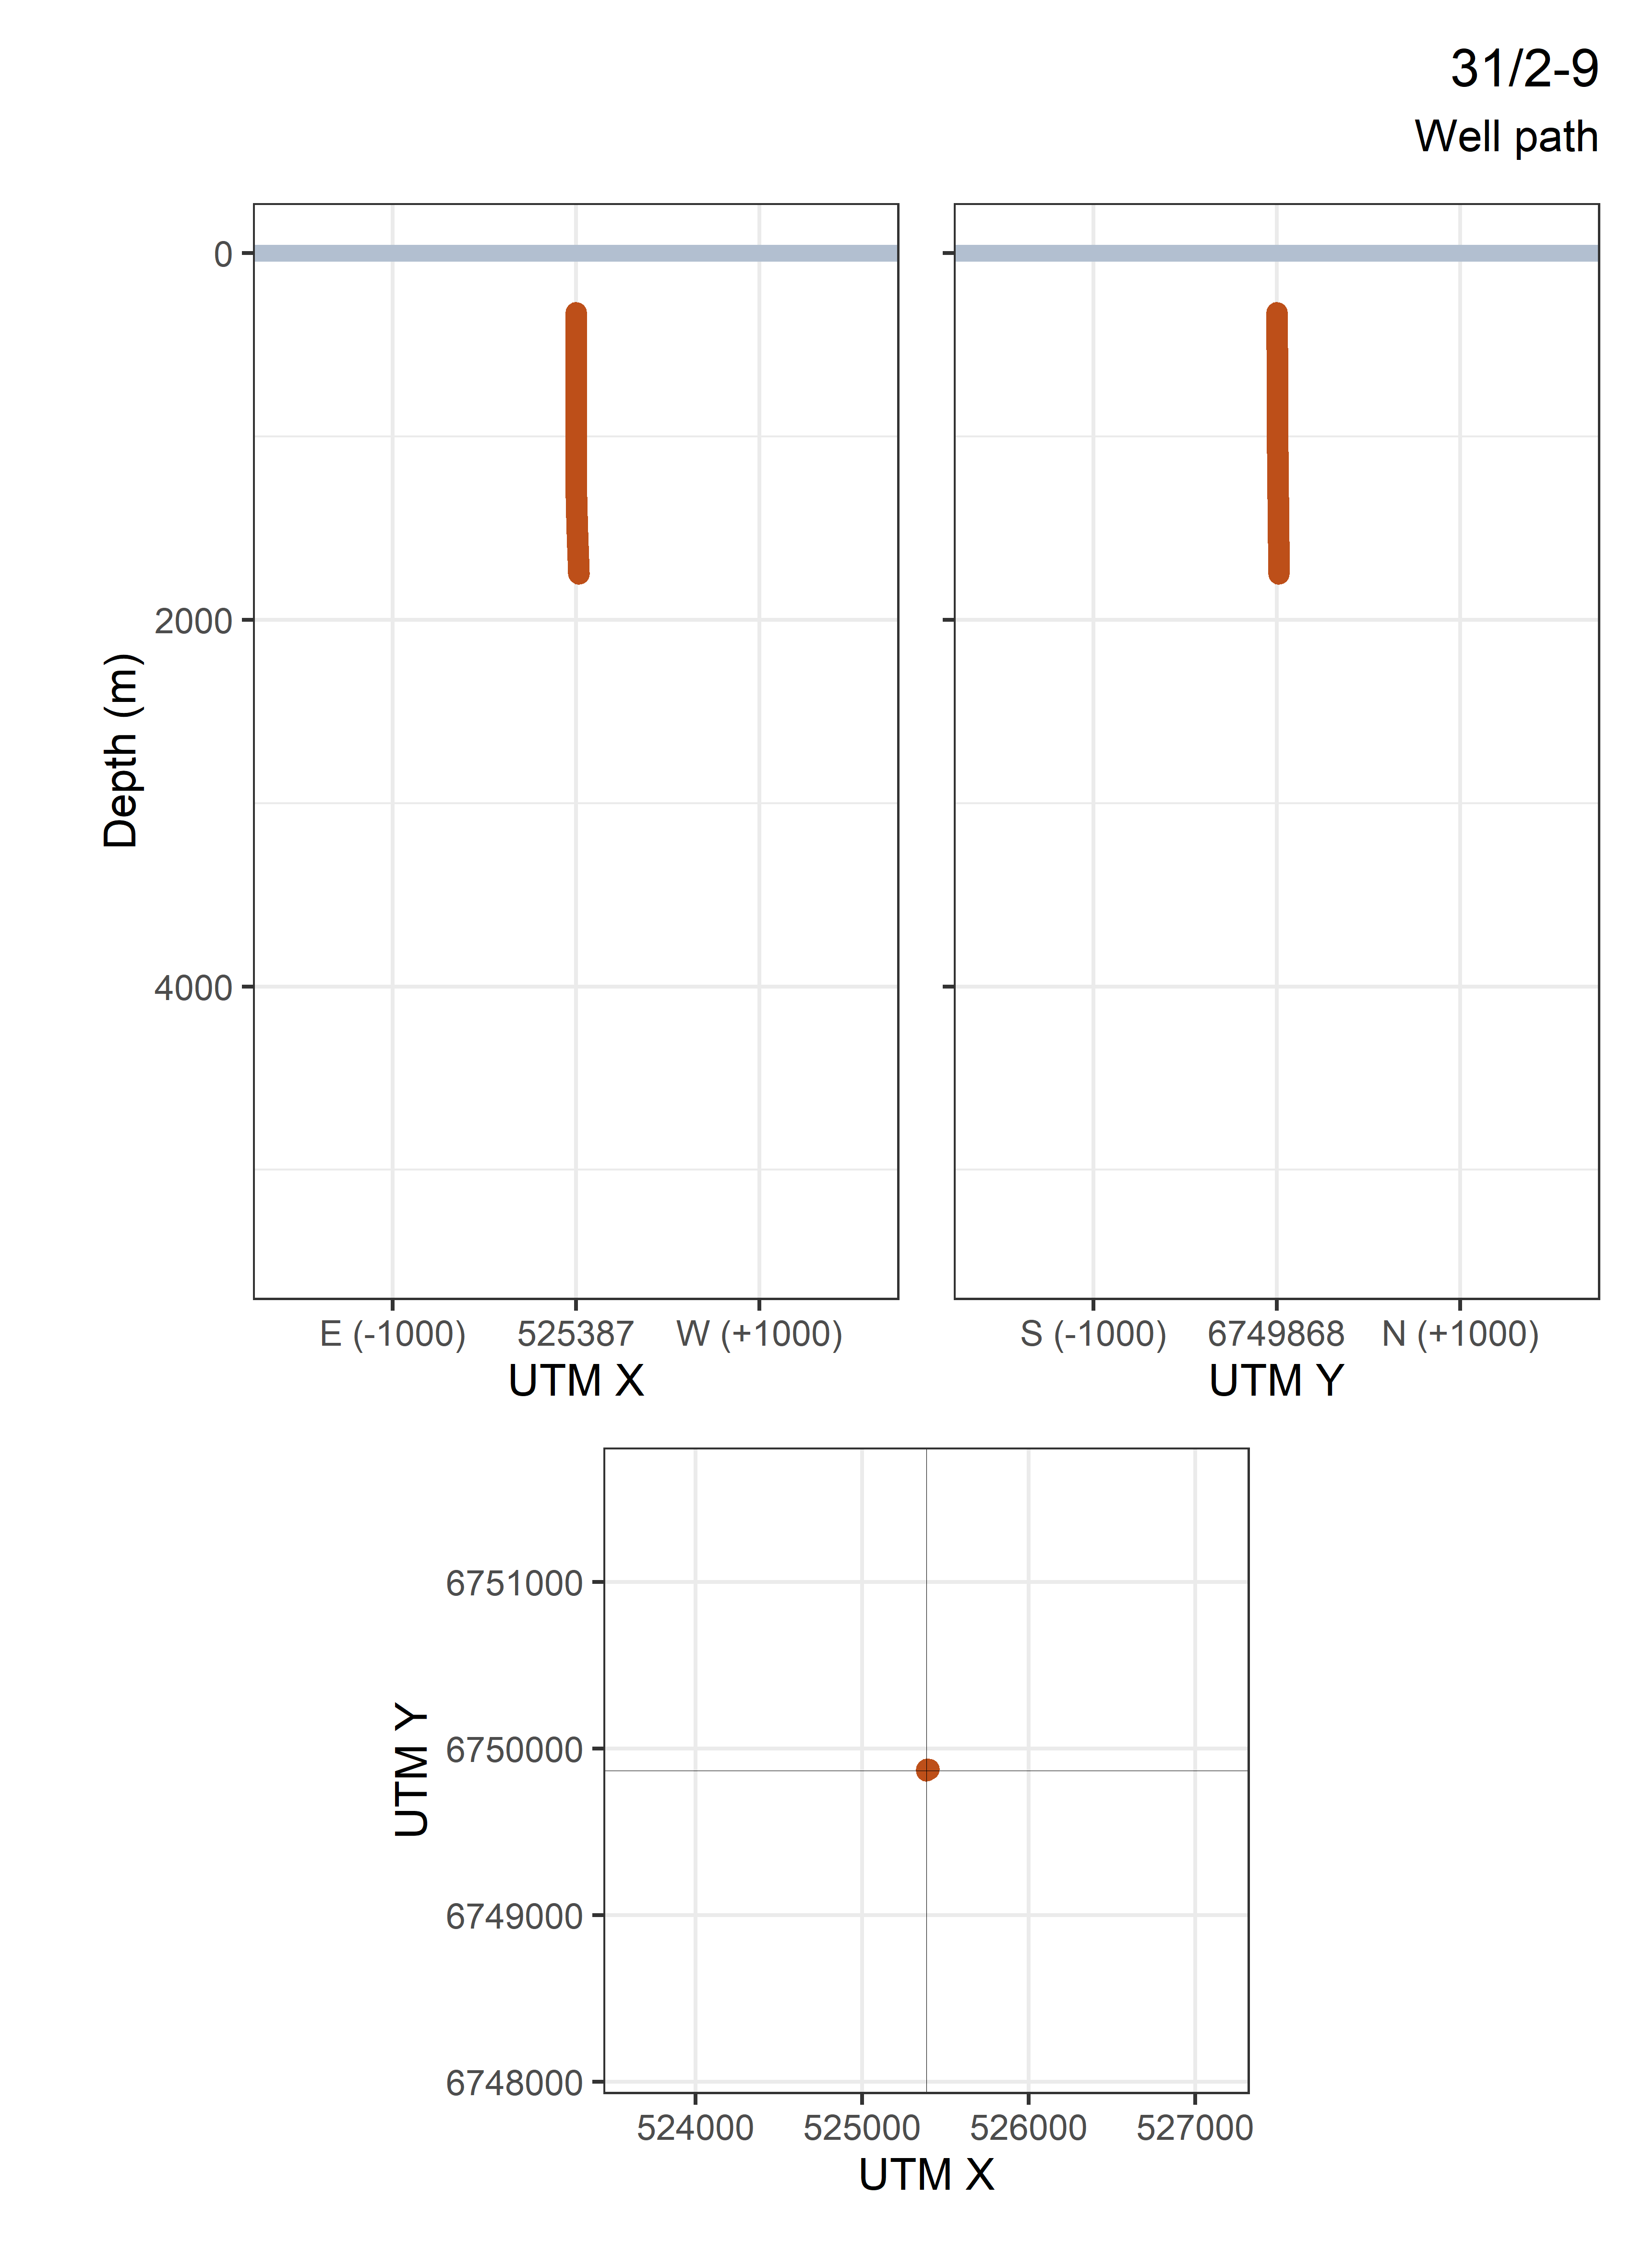 31/2-9
Well path
0
2000
4000
Depth (m)
E (-1000) 525387 W (+1000)
UTM X
S (-1000) 6749868 N (+1000)
UTM Y
6751000
6750000
6749000
6748000
UTM Y
524000 525000 526000 527000
UTM X